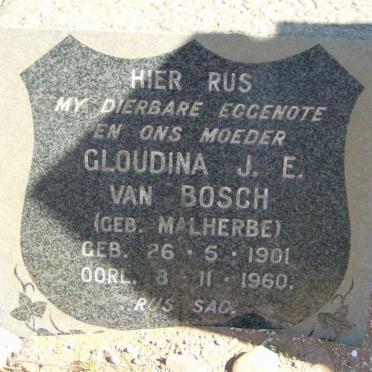 HIER RUS
MY DIERBARE EGGENOTE
EN ONS MOEDER
GLOUDINA J. E.
VAN BOSCH
(GEB. MALHERBE)
GEB. 26 · 5 · 1901
OORL. 8 · 11 · 1960.
RUS SAG.